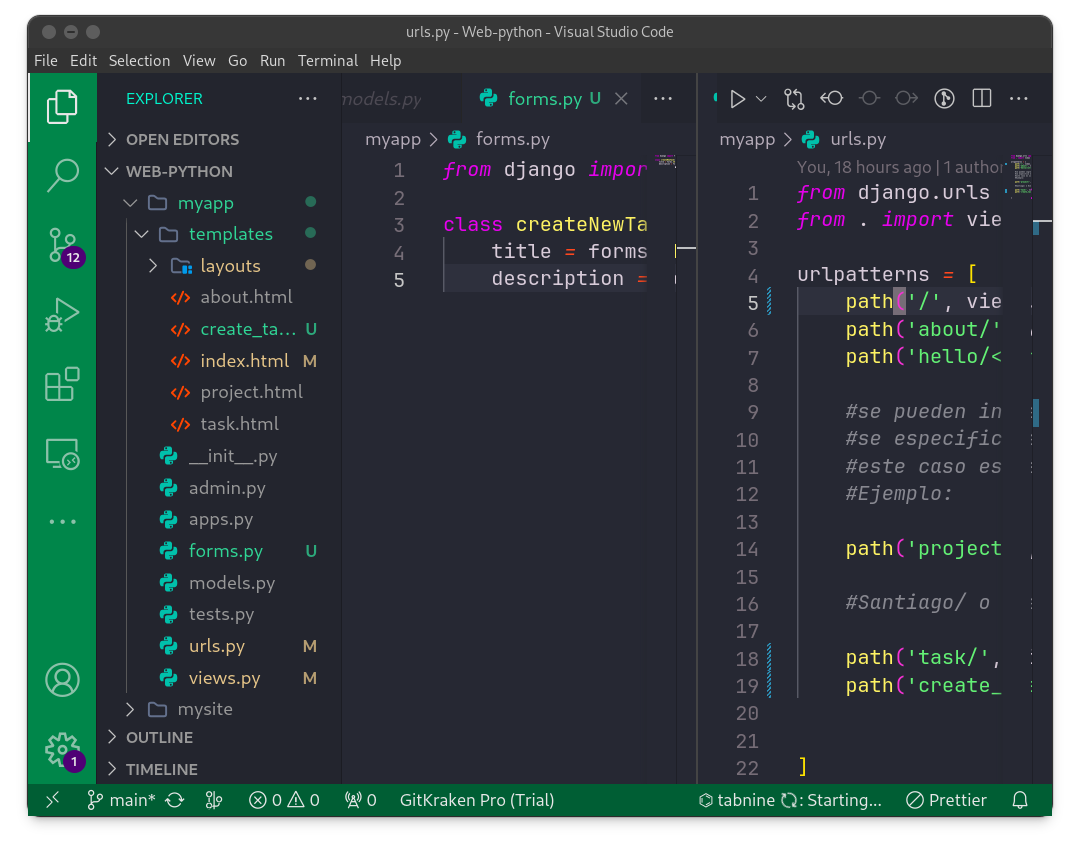 urls.py - Web-python - Visual Studio Code
File Edit Selection View Go Run Terminal Help
EXPLORER
OPEN EDITORS
WEB-PYTHON
myapp
templates
layouts
about.html
create_ta... U
index.html M
project.html
task.html
__init__.py
admin.py
apps.py
forms.py U
models.py
tests.py
urls.py M
views.py M
mysite
OUTLINE
TIMELINE
12
1
models.py
forms.py U
myapp > forms.py
1 from django impor
2
3 class createNewTa
4 title = forms
5 description =
myapp > urls.py
You, 18 hours ago | 1 author
1 from django.urls
2 from . import vie
3
4 urlpatterns = [
5 path('/', vie
6 path('about/'
7 path('hello/<
8
9 #se pueden in
10 #se especific
11 #este caso es
12 #Ejemplo:
13
14 path('project
15
16 #Santiago/ o
17
18 path('task/',
19 path('create_
20
21
22 ]
main* 0 0 0 GitKraken Pro (Trial) tabnine : Starting... Prettier